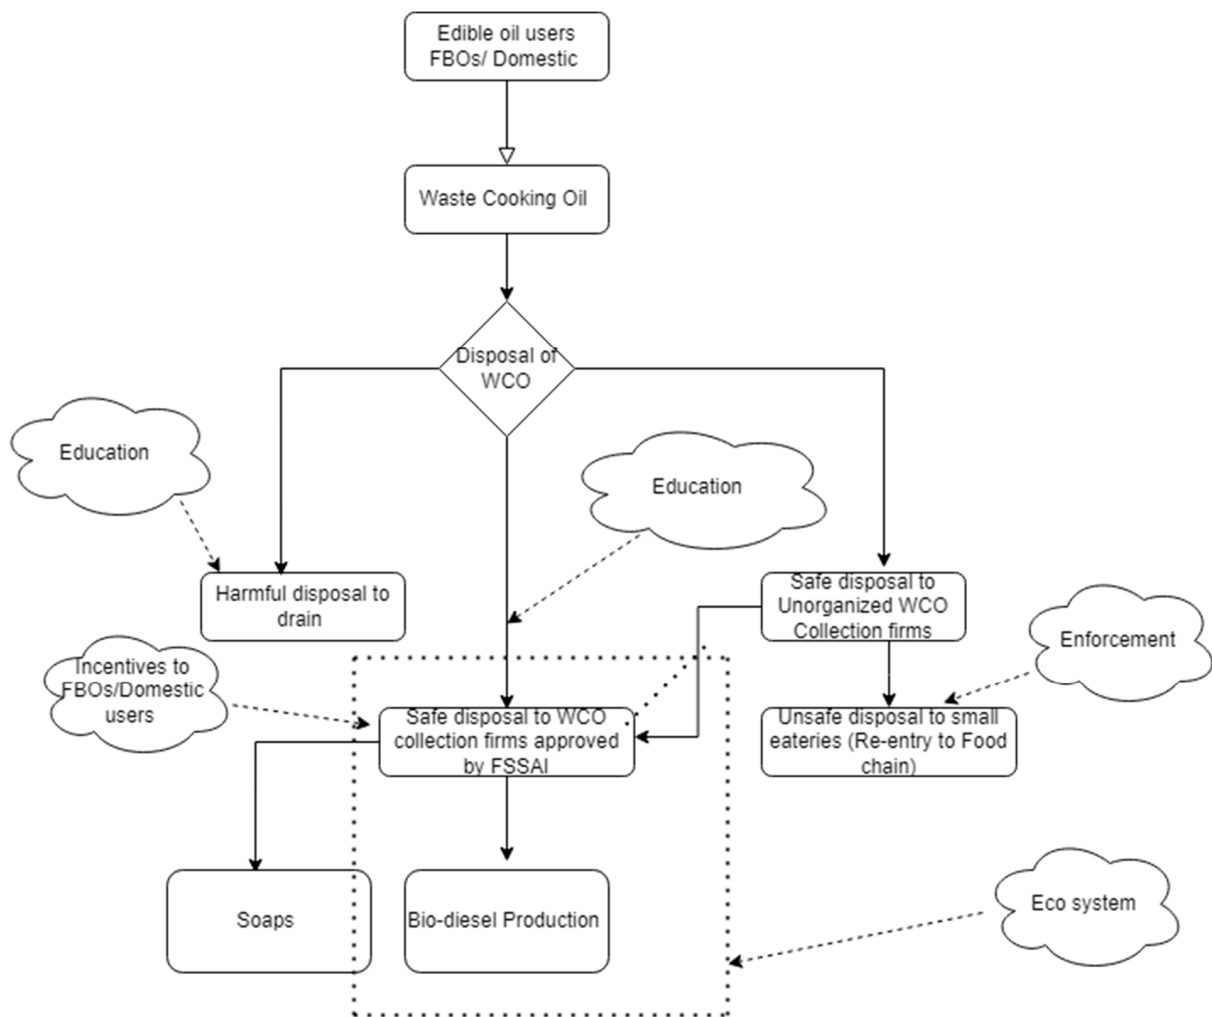 Edible oil users
FBOs/ Domestic
Waste Cooking Oil
Disposal of
WCO
Education
Education
Harmful disposal to
drain
Safe disposal to
Unorganized WCO
Collection firms
Enforcement
Incentives to
FBOs/Domestic
users
Safe disposal to WCO
collection firms approved
by FSSAI
Unsafe disposal to small
eateries (Re-entry to Food
chain)
Soaps
Bio-diesel Production
Eco system